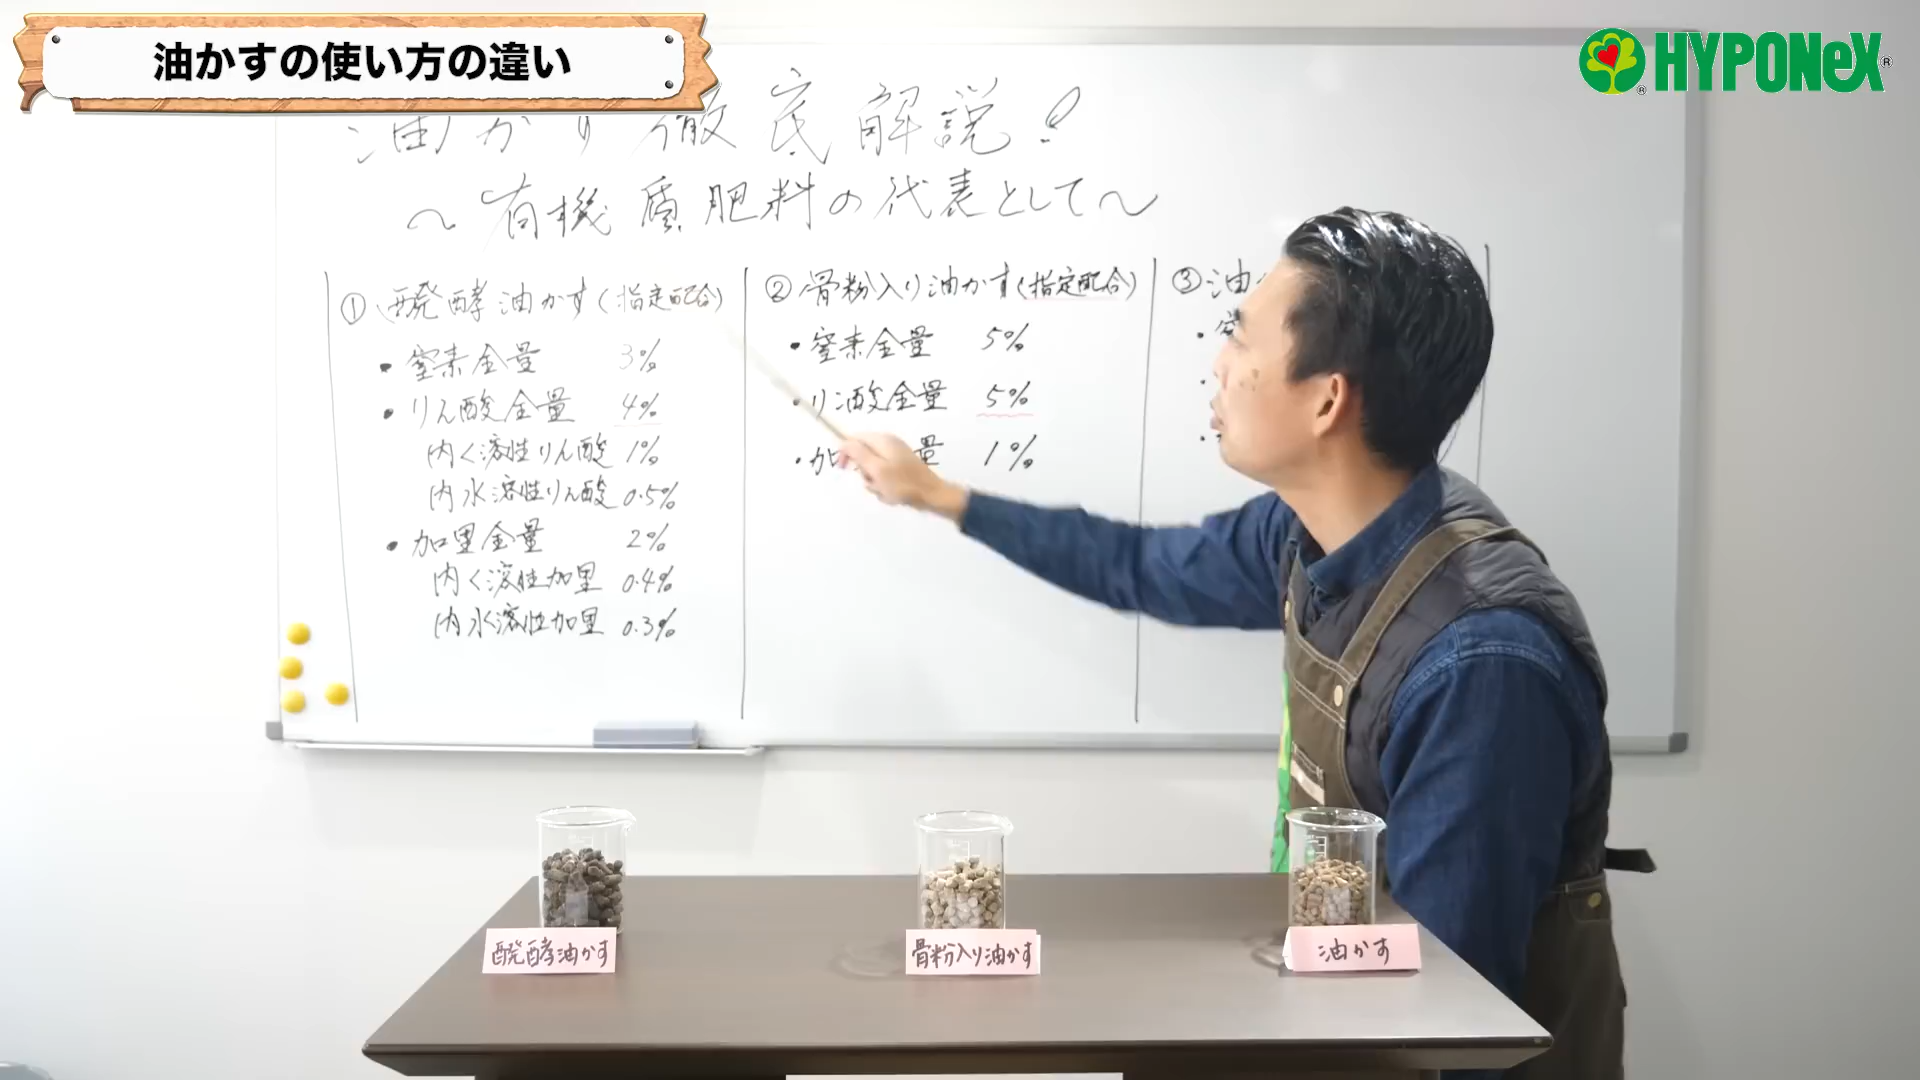 油かすの使い方の違い
HYPONeX
油かす徹底解説!
〜有機質肥料の代表として〜
①醗酵油かす(指定配合)
・窒素全量 3%
・りん酸全量 4%
内く溶性りん酸 1%
内水溶性りん酸 0.5%
・加里全量 2%
内く溶性加里 0.4%
内水溶性加里 0.3%
②骨粉入り油かす(指定配合)
・窒素全量 5%
・リン酸全量 5%
・加 量 1%
③油
醗酵油かす
骨粉入り油かす
油かす